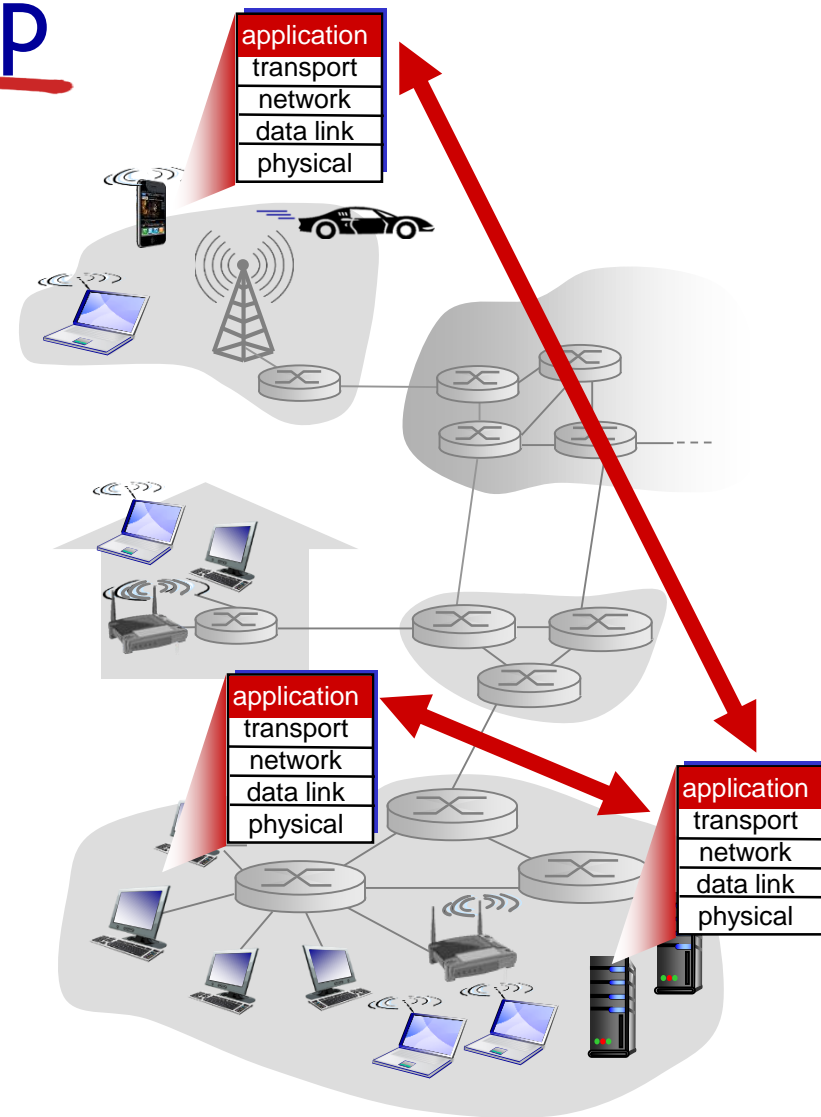 p
application
transport
network
data link
physical
application
transport
network
data link
physical
application
transport
network
data link
physical